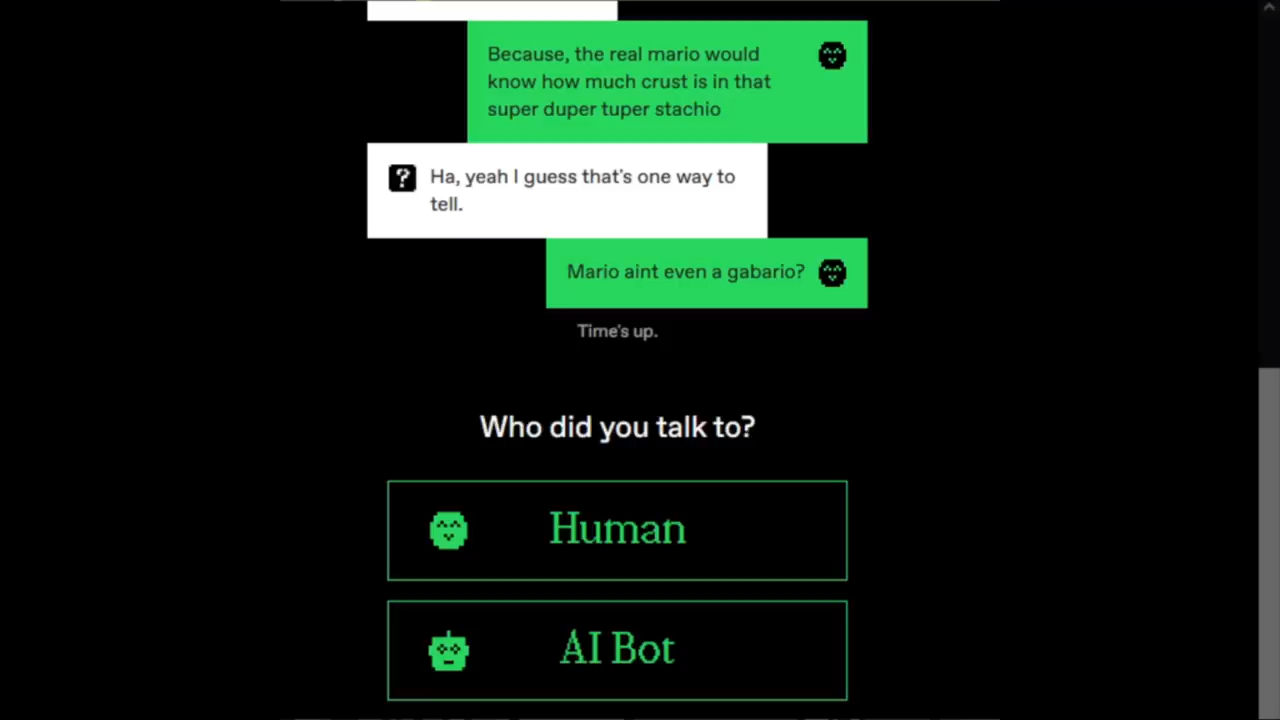 Because, the real mario would
know how much crust is in that
super duper tuper stachio
?
Ha, yeah I guess that's one way to
tell.
Mario aint even a gabario?
Time's up.
Who did you talk to?
Human
AI Bot